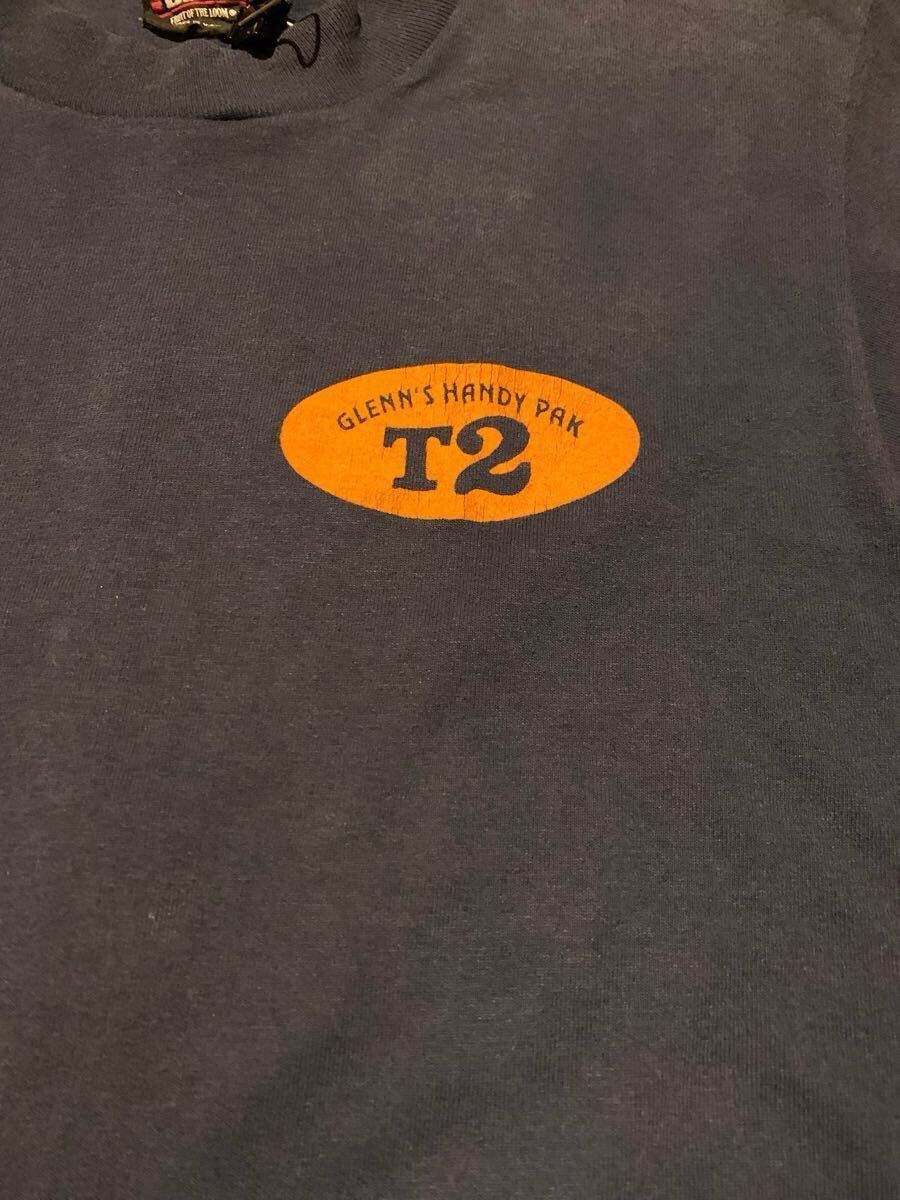 FRUIT OF THE LOOM
GLENN'S HANDY PAK
T2